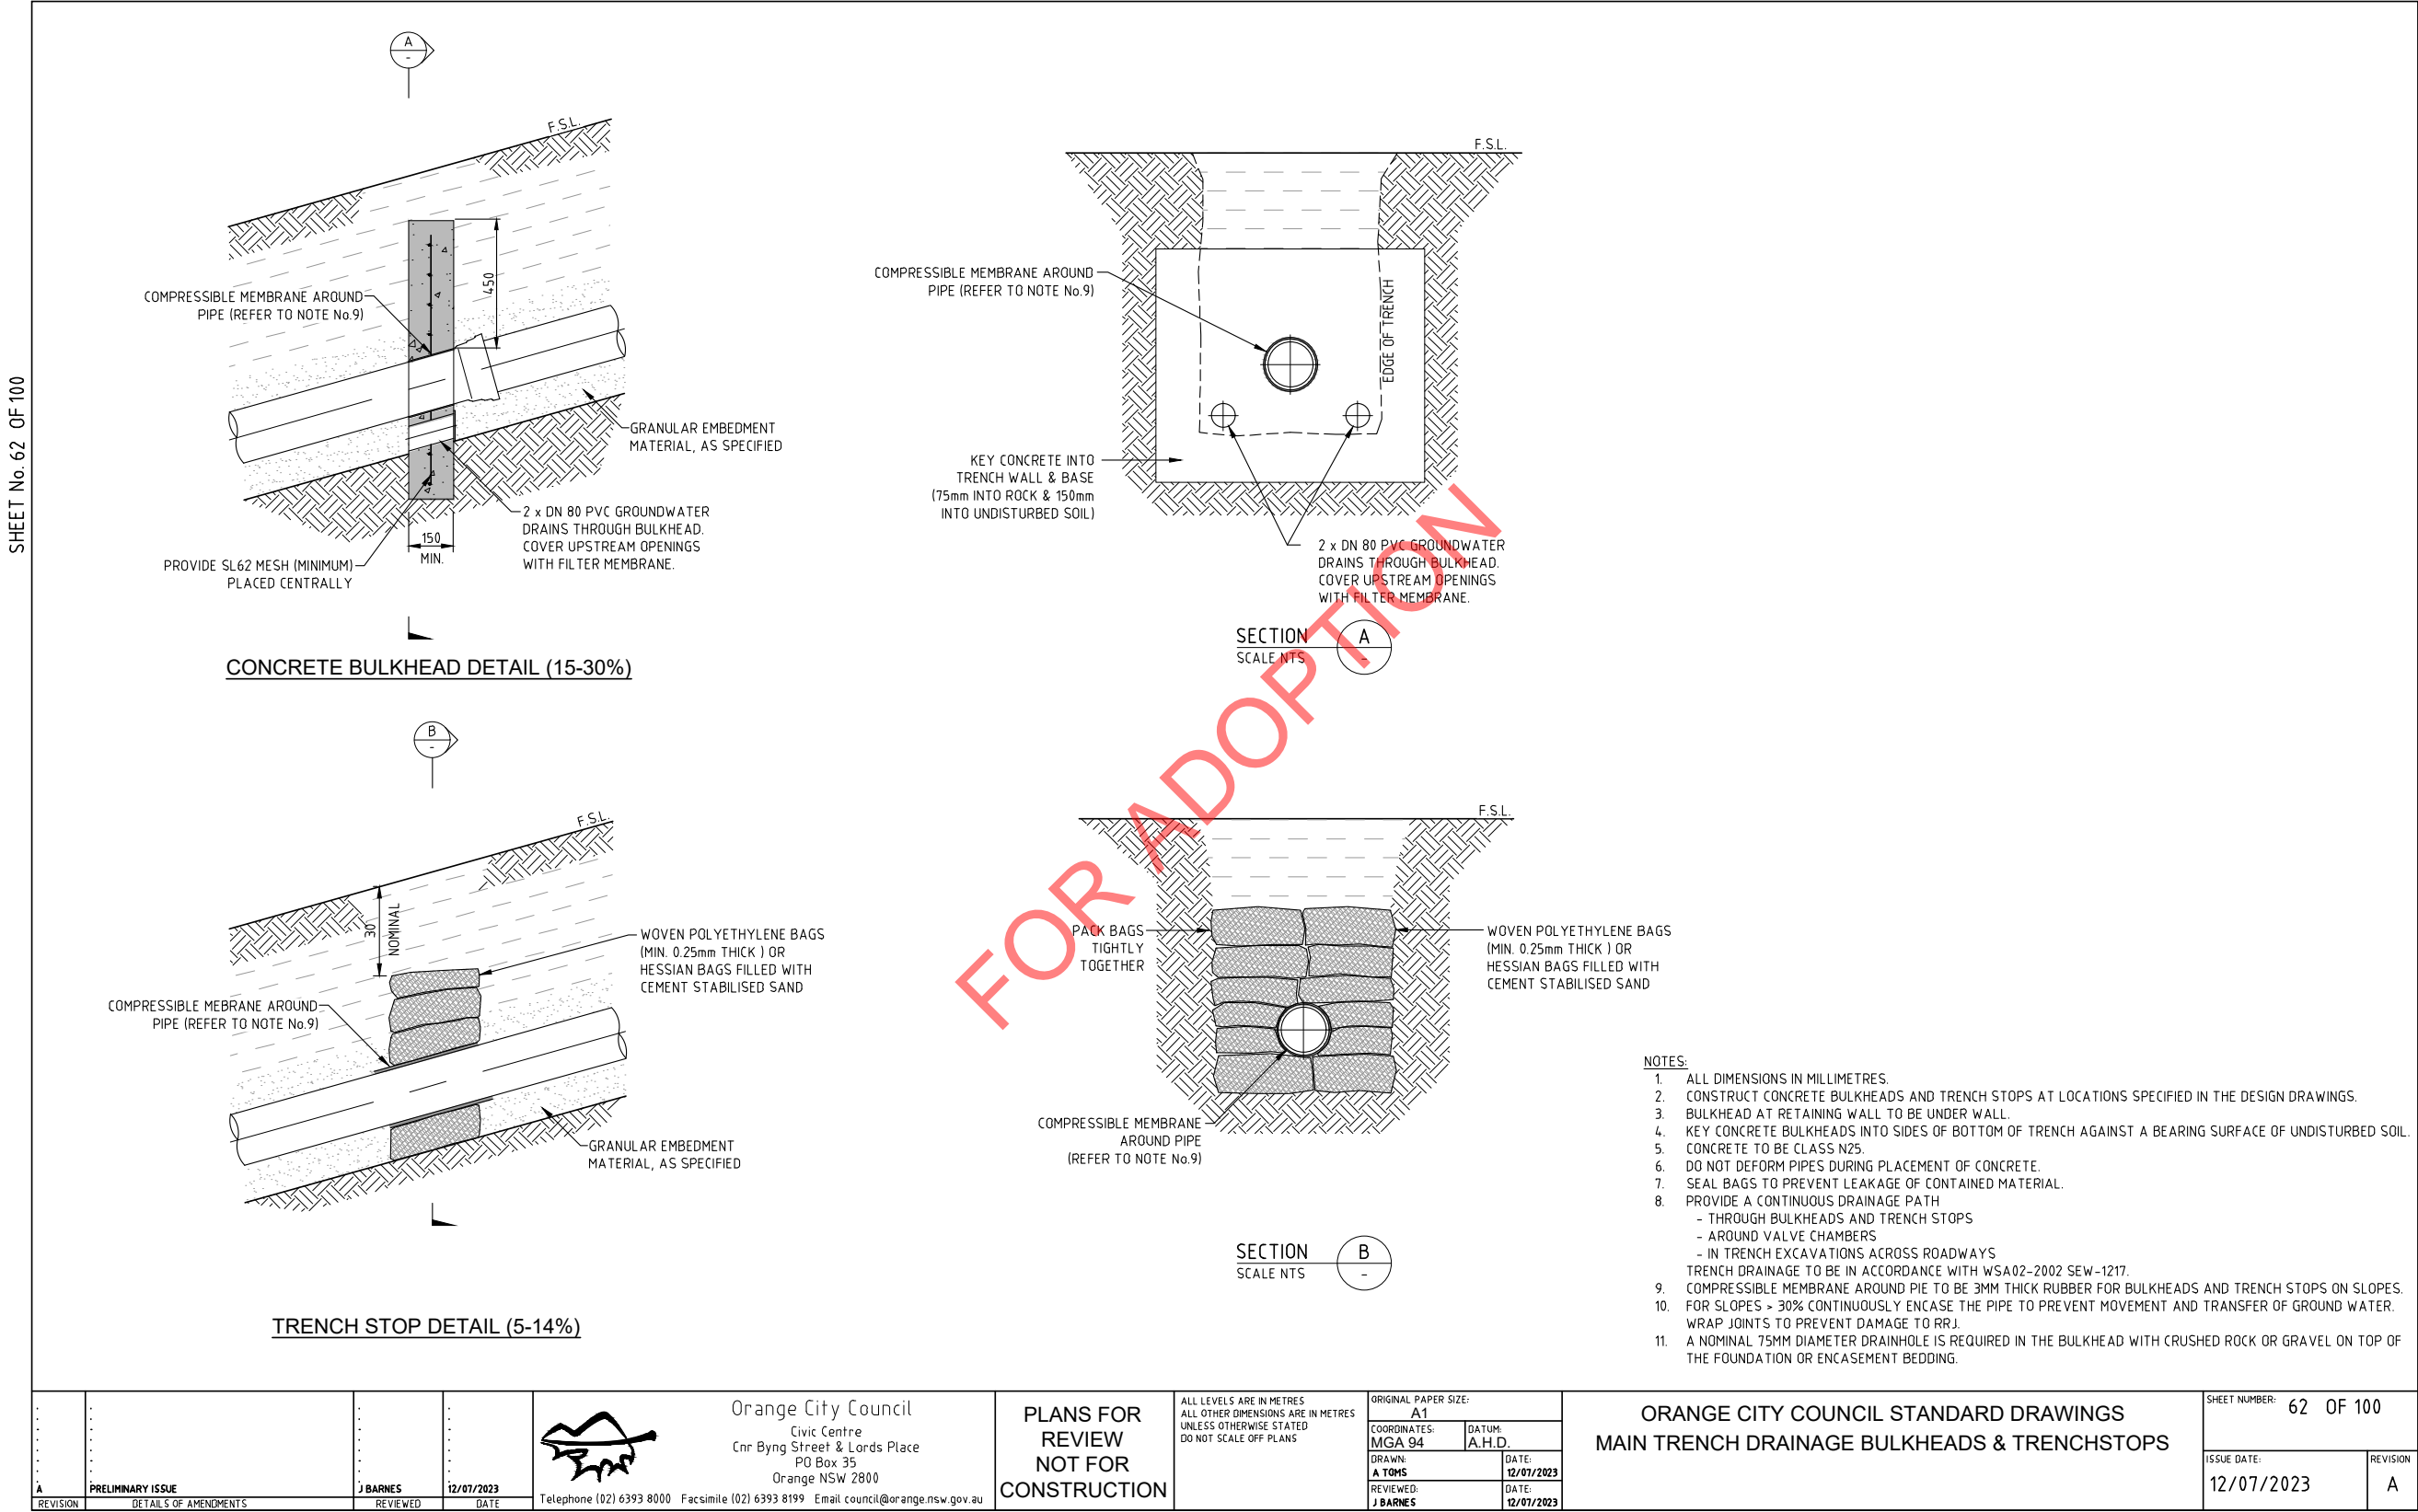 SHEET No. 62 OF 100
A
-
F.S.L.
450
COMPRESSIBLE MEMBRANE AROUND
PIPE (REFER TO NOTE No.9)
GRANULAR EMBEDMENT
MATERIAL, AS SPECIFIED
2 x DN 80 PVC GROUNDWATER
DRAINS THROUGH BULKHEAD.
COVER UPSTREAM OPENINGS
WITH FILTER MEMBRANE.
150
MIN.
PROVIDE SL62 MESH (MINIMUM)
PLACED CENTRALLY
CONCRETE BULKHEAD DETAIL (15-30%)
F.S.L.
COMPRESSIBLE MEMBRANE AROUND
PIPE (REFER TO NOTE No.9)
EDGE OF TRENCH
KEY CONCRETE INTO
TRENCH WALL & BASE
(75mm INTO ROCK & 150mm
INTO UNDISTURBED SOIL)
2 x DN 80 PVC GROUNDWATER
DRAINS THROUGH BULKHEAD.
COVER UPSTREAM OPENINGS
WITH FILTER MEMBRANE.
SECTION
SCALE NTS
A
-
FOR ADOPTION
B
-
F.S.L.
30
NOMINAL
WOVEN POLYETHYLENE BAGS
(MIN. 0.25mm THICK ) OR
HESSIAN BAGS FILLED WITH
CEMENT STABILISED SAND
COMPRESSIBLE MEBRANE AROUND
PIPE (REFER TO NOTE No.9)
GRANULAR EMBEDMENT
MATERIAL, AS SPECIFIED
TRENCH STOP DETAIL (5-14%)
F.S.L.
PACK BAGS
TIGHTLY
TOGETHER
WOVEN POLYETHYLENE BAGS
(MIN. 0.25mm THICK ) OR
HESSIAN BAGS FILLED WITH
CEMENT STABILISED SAND
COMPRESSIBLE MEMBRANE
AROUND PIPE
(REFER TO NOTE No.9)
SECTION
SCALE NTS
B
-
NOTES:
1. ALL DIMENSIONS IN MILLIMETRES.
2. CONSTRUCT CONCRETE BULKHEADS AND TRENCH STOPS AT LOCATIONS SPECIFIED IN THE DESIGN DRAWINGS.
3. BULKHEAD AT RETAINING WALL TO BE UNDER WALL.
4. KEY CONCRETE BULKHEADS INTO SIDES OF BOTTOM OF TRENCH AGAINST A BEARING SURFACE OF UNDISTURBED SOIL.
5. CONCRETE TO BE CLASS N25.
6. DO NOT DEFORM PIPES DURING PLACEMENT OF CONCRETE.
7. SEAL BAGS TO PREVENT LEAKAGE OF CONTAINED MATERIAL.
8. PROVIDE A CONTINUOUS DRAINAGE PATH
- THROUGH BULKHEADS AND TRENCH STOPS
- AROUND VALVE CHAMBERS
- IN TRENCH EXCAVATIONS ACROSS ROADWAYS
TRENCH DRAINAGE TO BE IN ACCORDANCE WITH WSA02-2002 SEW-1217.
9. COMPRESSIBLE MEMBRANE AROUND PIE TO BE 3MM THICK RUBBER FOR BULKHEADS AND TRENCH STOPS ON SLOPES.
10. FOR SLOPES > 30% CONTINUOUSLY ENCASE THE PIPE TO PREVENT MOVEMENT AND TRANSFER OF GROUND WATER.
WRAP JOINTS TO PREVENT DAMAGE TO RRJ.
11. A NOMINAL 75MM DIAMETER DRAINHOLE IS REQUIRED IN THE BULKHEAD WITH CRUSHED ROCK OR GRAVEL ON TOP OF
THE FOUNDATION OR ENCASEMENT BEDDING.
A PRELIMINARY ISSUE J BARNES 12/07/2023
REVISION DETAILS OF AMENDMENTS REVIEWED DATE
Orange City Council
Civic Centre
Cnr Byng Street & Lords Place
PO Box 35
Orange NSW 2800
Telephone (02) 6393 8000 Facsimile (02) 6393 8199 Email council@orange.nsw.gov.au
PLANS FOR
REVIEW
NOT FOR
CONSTRUCTION
ALL LEVELS ARE IN METRES
ALL OTHER DIMENSIONS ARE IN METRES
UNLESS OTHERWISE STATED
DO NOT SCALE OFF PLANS
ORIGINAL PAPER SIZE:
A1
COORDINATES: DATUM:
MGA 94 A.H.D.
DRAWN: DATE:
A TOMS 12/07/2023
REVIEWED: DATE:
J BARNES 12/07/2023
ORANGE CITY COUNCIL STANDARD DRAWINGS
MAIN TRENCH DRAINAGE BULKHEADS & TRENCHSTOPS
SHEET NUMBER: 62 OF 100
ISSUE DATE: REVISION
12/07/2023 A